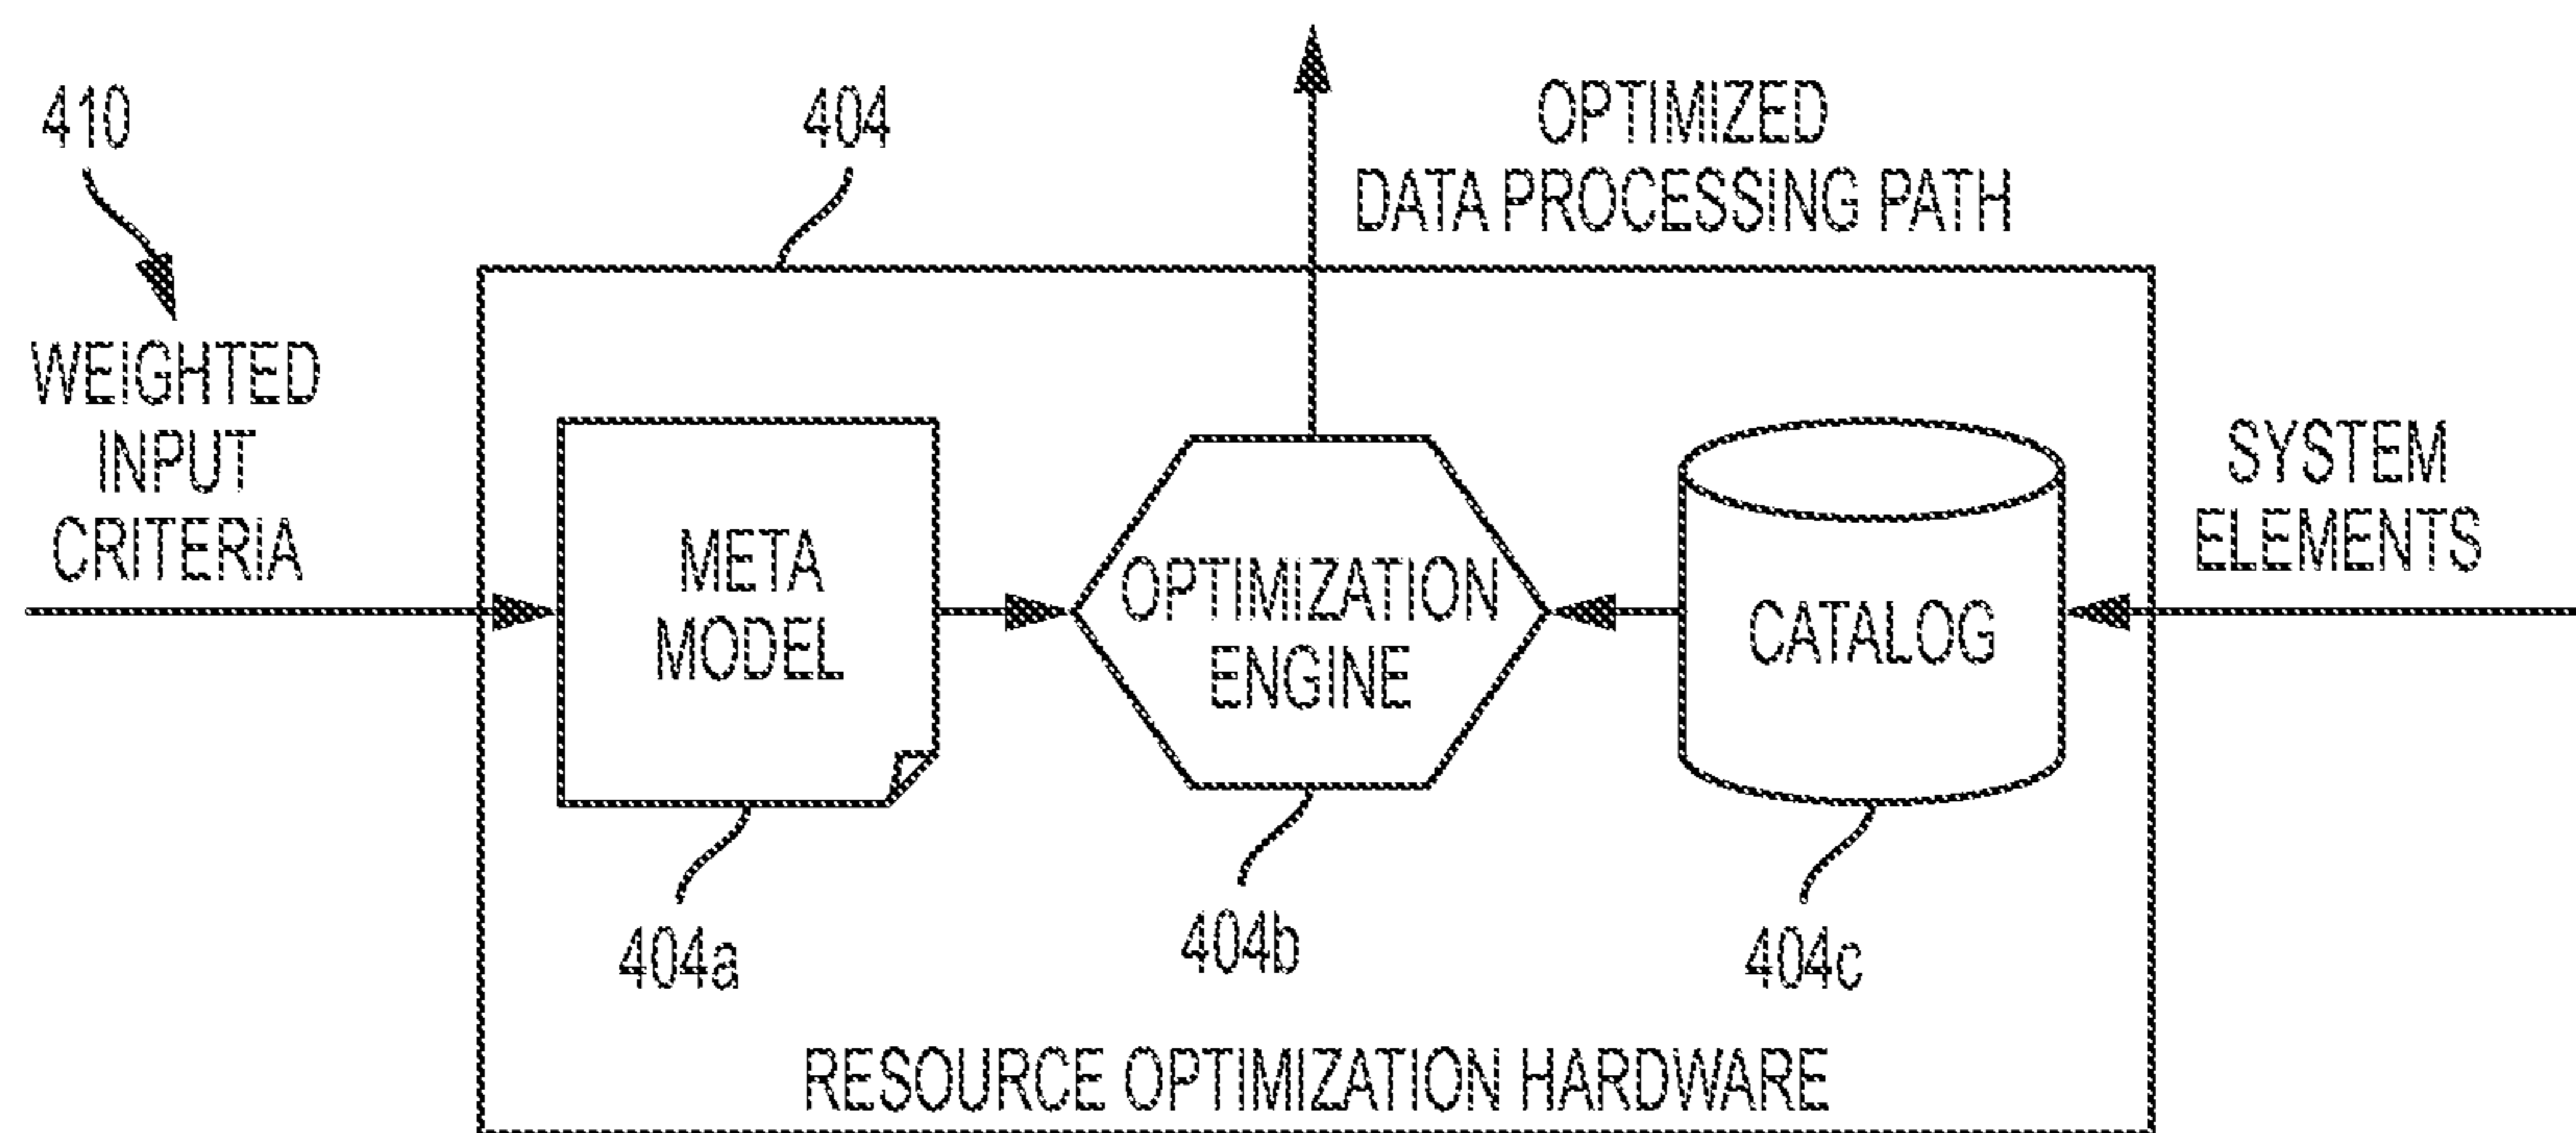 410
404
OPTIMIZED
DATA PROCESSING PATH
WEIGHTED
INPUT
CRITERIA
META
MODEL
OPTIMIZATION
ENGINE
CATALOG
SYSTEM
ELEMENTS
404a
404b
404c
RESOURCE OPTIMIZATION HARDWARE